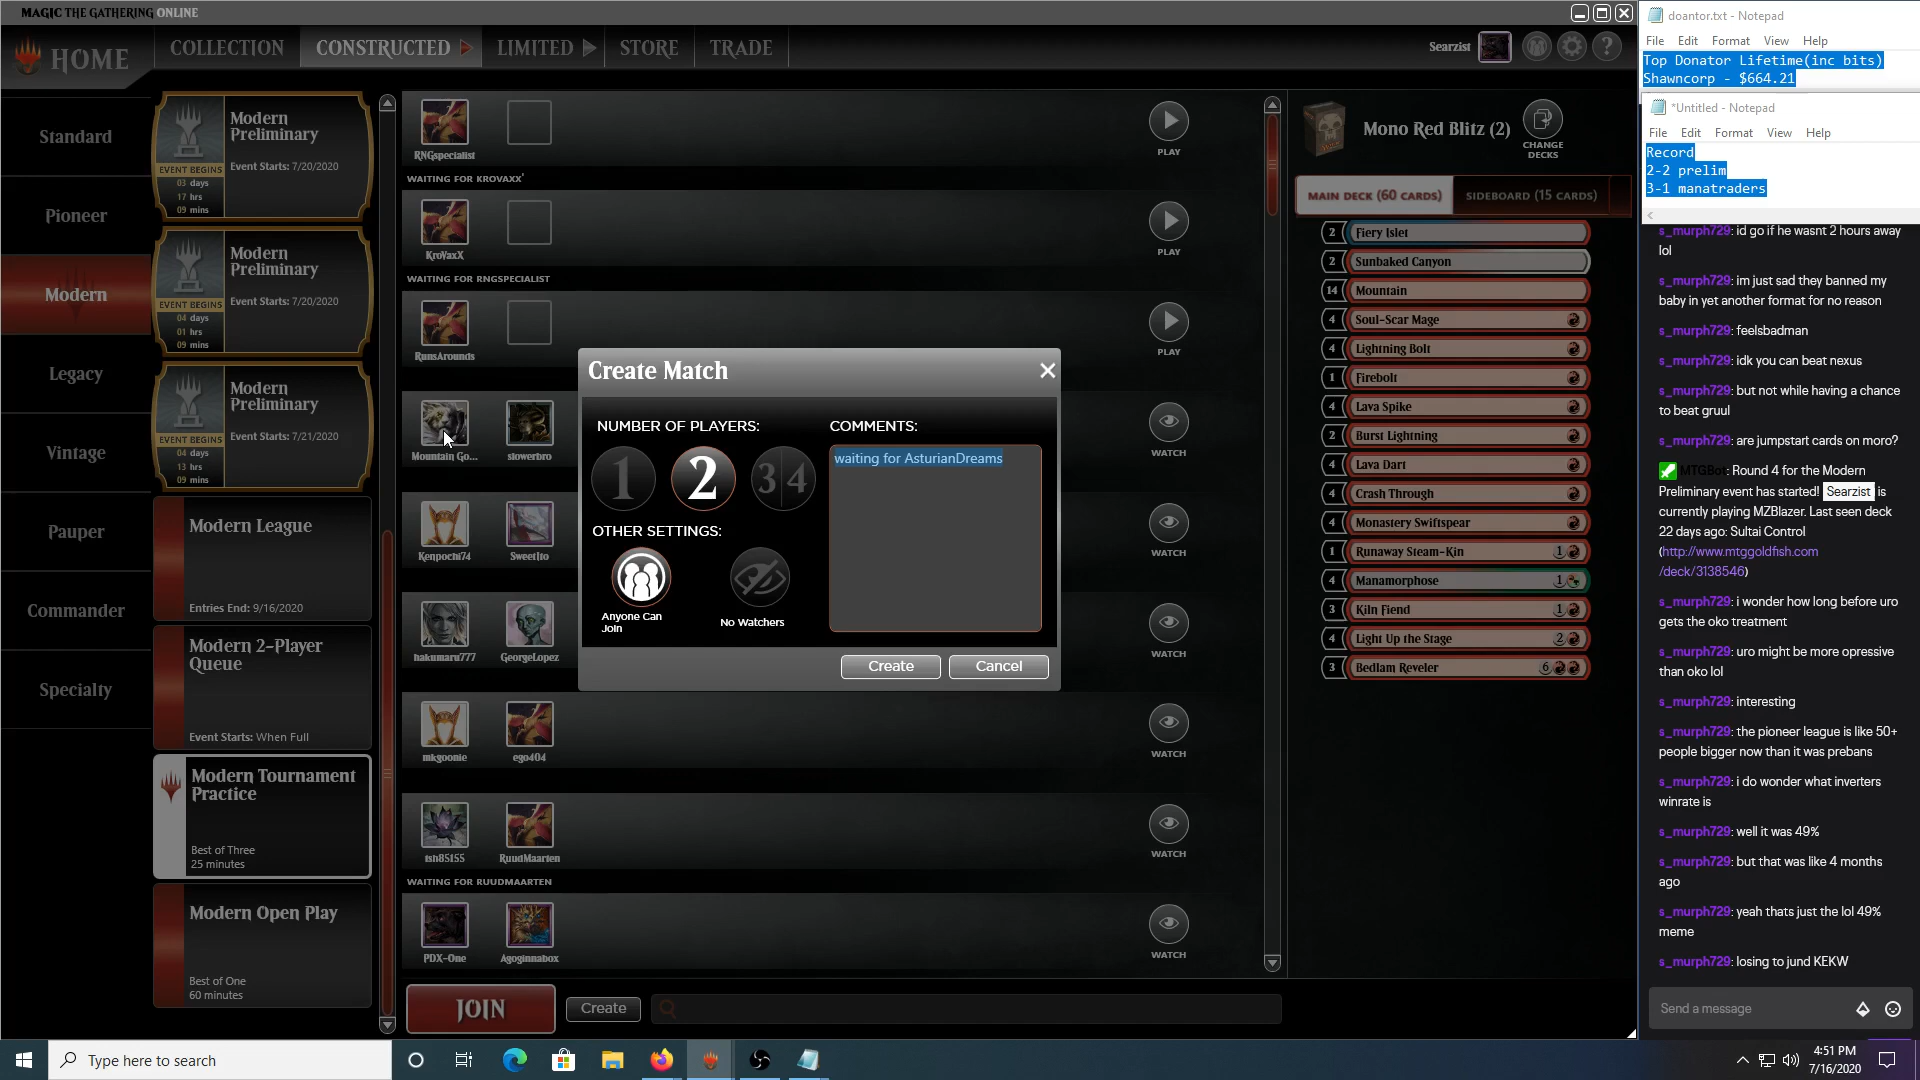 MAGIC THE GATHERING ONLINE
HOME
COLLECTION
CONSTRUCTED
LIMITED
STORE
TRADE
Searzist
Standard
Pioneer
Modern
Legacy
Vintage
Pauper
Commander
Specialty
Modern
Preliminary
Event Starts: 7/20/2020
EVENT BEGINS
03 days
17 hrs
09 mins
Modern
Preliminary
Event Starts: 7/20/2020
EVENT BEGINS
04 days
01 hrs
09 mins
Modern
Preliminary
Event Starts: 7/21/2020
EVENT BEGINS
04 days
13 hrs
09 mins
Modern League
Entries End: 9/16/2020
Modern 2-Player
Queue
Event Starts: When Full
Modern Tournament
Practice
Best of Three
25 minutes
Modern Open Play
Best of One
60 minutes
RNGspecialist
PLAY
WAITING FOR KROVAXX'
KroVaxX
PLAY
WAITING FOR RNGSPECIALIST
RunsArounds
PLAY
Mountain Go...
slowerbro
WATCH
Kenpochi74
SweetIto
WATCH
hakumaru777
GeorgeLopez
WATCH
mkgoonie
ego404
WATCH
tsh85155
RuudMaarten
WATCH
WAITING FOR RUUDMAARTEN
PDX-One
Agoginnabox
WATCH
JOIN
Create
Create Match
NUMBER OF PLAYERS:
1
2
3 4
OTHER SETTINGS:
Anyone Can
Join
No Watchers
COMMENTS:
waiting for AsturianDreams
Create
Cancel
Mono Red Blitz (2)
CHANGE
DECKS
MAIN DECK (60 CARDS)
SIDEBOARD (15 CARDS)
2 Fiery Islet
2 Sunbaked Canyon
14 Mountain
4 Soul-Scar Mage
4 Lightning Bolt
1 Firebolt
4 Lava Spike
2 Burst Lightning
4 Lava Dart
4 Crash Through
4 Monastery Swiftspear
1 Runaway Steam-Kin 1
4 Manamorphose 1
3 Kiln Fiend 1
4 Light Up the Stage 2
3 Bedlam Reveler 6
doantor.txt - Notepad
File Edit Format View Help
Top Donator Lifetime(inc bits)
Shawncorp - $664.21
*Untitled - Notepad
File Edit Format View Help
Record
2-2 prelim
3-1 manatraders
s_murph729: id go if he wasnt 2 hours away
lol
s_murph729: im just sad they banned my
baby in yet another format for no reason
s_murph729: feelsbadman
s_murph729: idk you can beat nexus
s_murph729: but not while having a chance
to beat gruul
s_murph729: are jumpstart cards on moro?
MTGBot: Round 4 for the Modern
Preliminary event has started! Searzist is
currently playing MZBlazer. Last seen deck
22 days ago: Sultai Control
(http://www.mtggoldfish.com
/deck/3138546)
s_murph729: i wonder how long before uro
gets the oko treatment
s_murph729: uro might be more opressive
than oko lol
s_murph729: interesting
s_murph729: the pioneer league is like 50+
people bigger now than it was prebans
s_murph729: i do wonder what inverters
winrate is
s_murph729: well it was 49%
s_murph729: but that was like 4 months
ago
s_murph729: yeah thats just the lol 49%
meme
s_murph729: losing to jund KEKW
Send a message
Type here to search
4:51 PM
7/16/2020